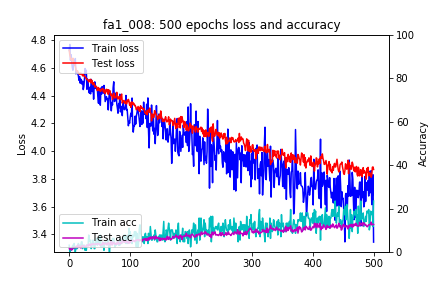 fa1_008: 500 epochs loss and accuracy
Train loss
Test loss
Train acc
Test acc
Loss
4.8
4.6
4.4
4.2
4.0
3.8
3.6
3.4
Accuracy
100
80
60
40
20
0
0 100 200 300 400 500